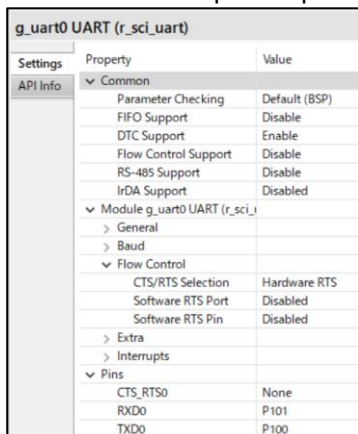 g_uart0 UART (r_sci_uart)
Settings
API Info
Property Value
Common
Parameter Checking Default (BSP)
FIFO Support Disable
DTC Support Enable
Flow Control Support Disable
RS-485 Support Disable
IrDA Support Disabled
Module g_uart0 UART (r_sci_u
General
Baud
Flow Control
CTS/RTS Selection Hardware RTS
Software RTS Port Disabled
Software RTS Pin Disabled
Extra
Interrupts
Pins
CTS_RTS0 None
RXD0 P101
TXD0 P100